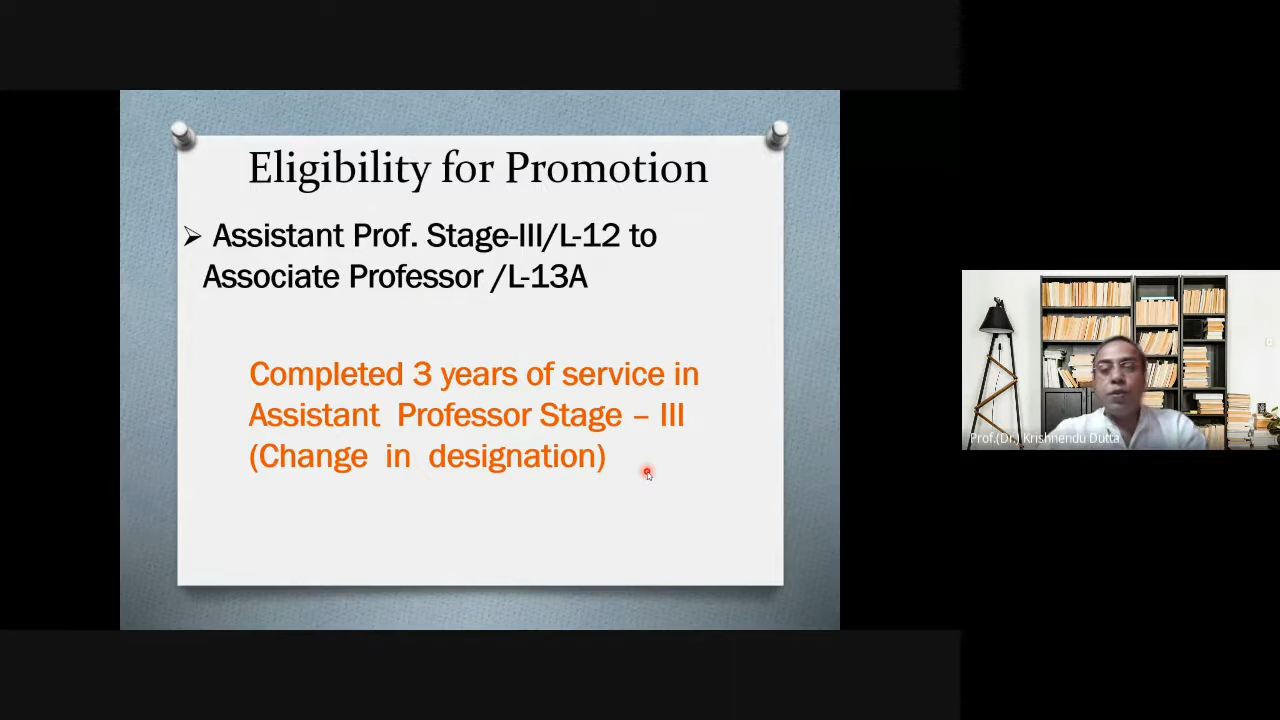 Eligibility for Promotion
➢ Assistant Prof. Stage-III/L-12 to
Associate Professor /L-13A
Completed 3 years of service in
Assistant Professor Stage – III
(Change in designation)
Prof.(Dr.) Krishnendu Dutta